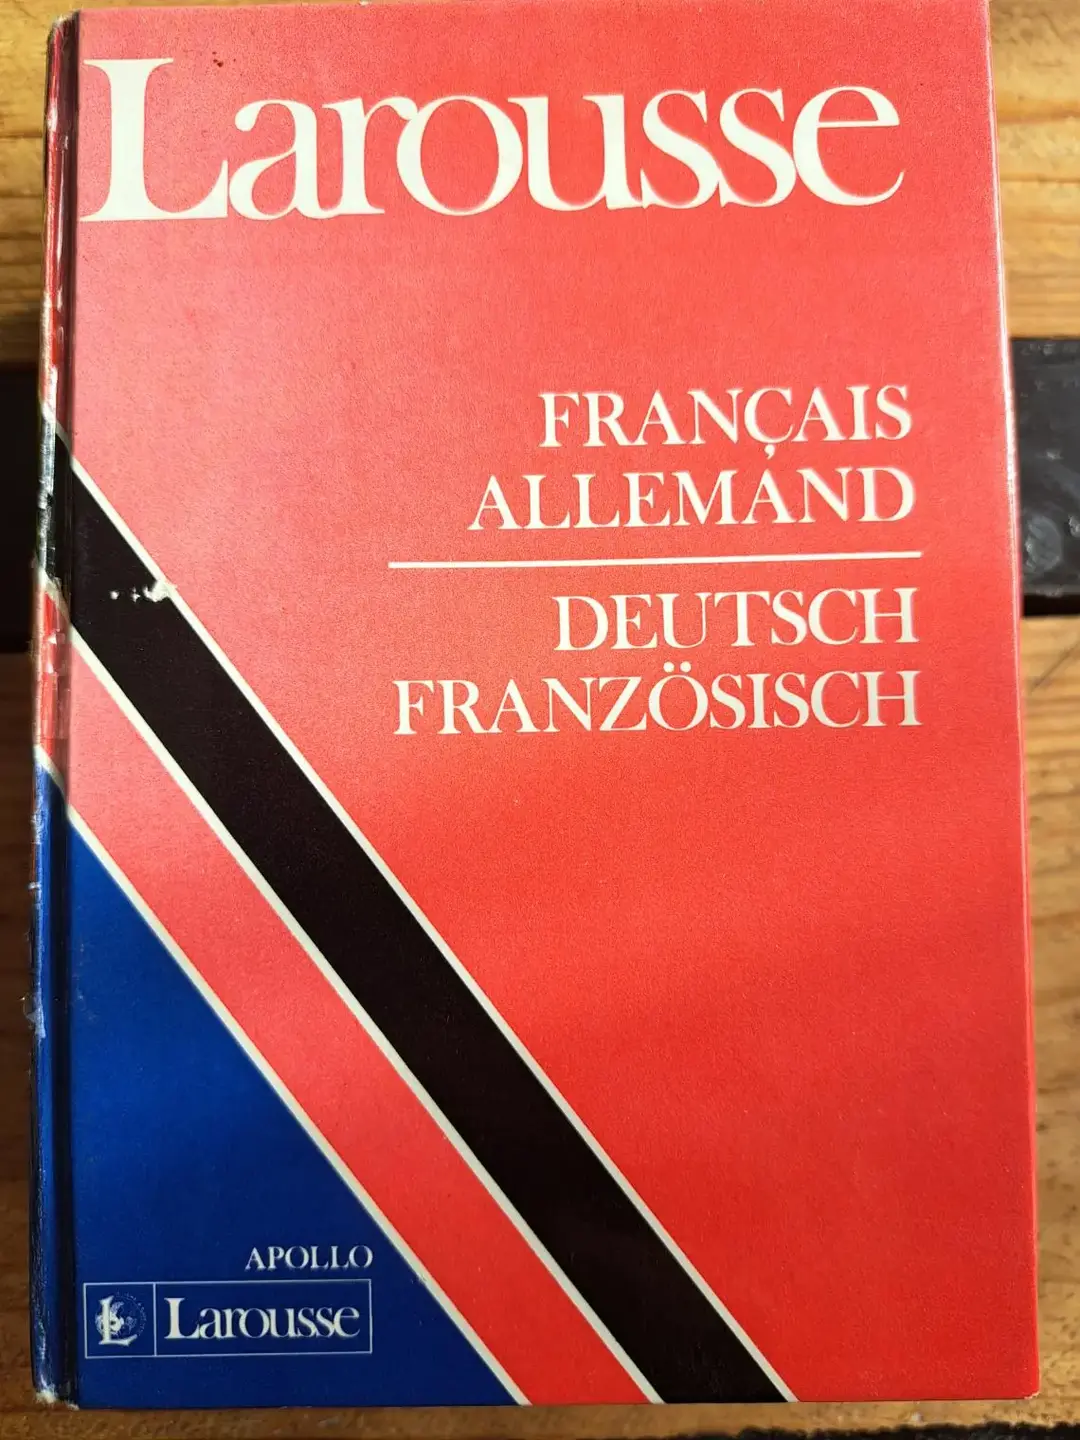 Larousse
FRANÇAIS
ALLEMAND
DEUTSCH
FRANZÖSISCH
APOLLO
L Larousse